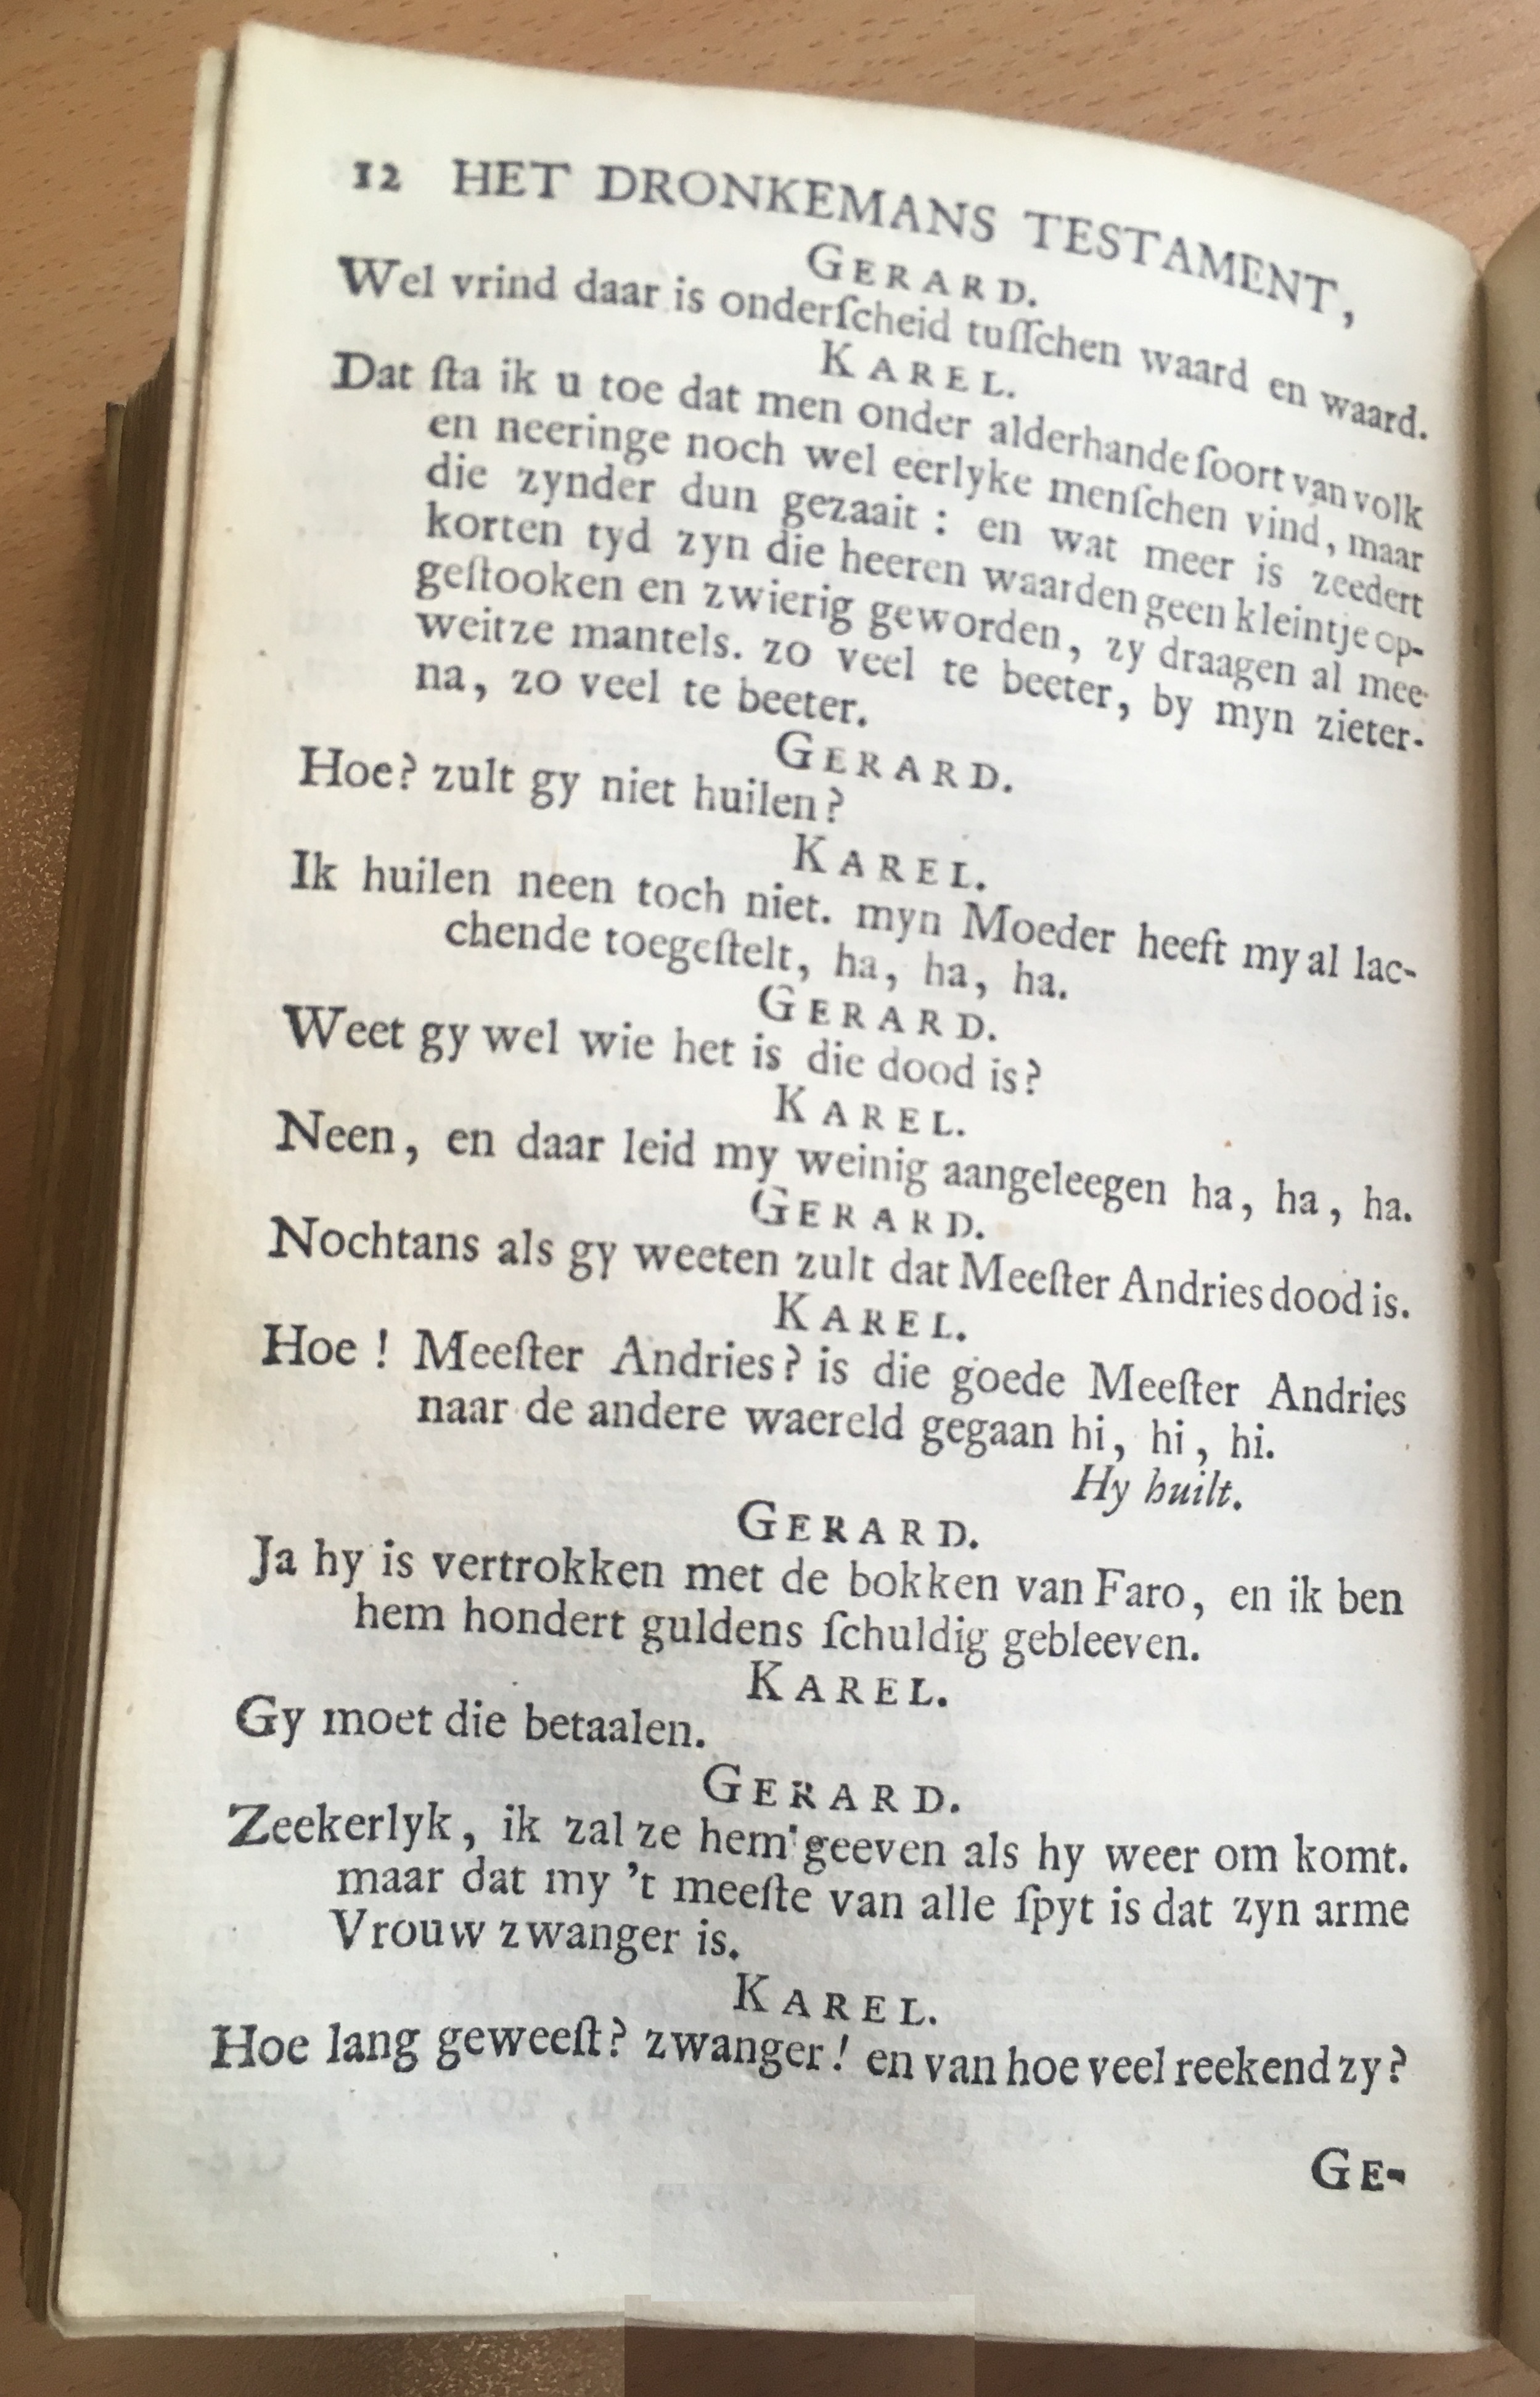 12 HET DRONKEMANS TESTAMENT,
GERARD.
Wel vrind daar is onderſcheid tuſſchen waard en waard.
KAREL.
Dat ſta ik u toe dat men onder alderhande ſoort van volk
en neeringe noch wel eerlyke menſchen vind, maar
die zynder dun gezaait : en wat meer is zeedert
korten tyd zyn die heeren waarden geen kleintje op-
geſtooken en zwierig geworden, zy draagen al mee
weitze mantels. zo veel te beeter, by myn zieter-
na, zo veel te beeter.
GERARD.
Hoe? zult gy niet huilen?
KAREL.
Ik huilen neen toch niet. myn Moeder heeft my al lac-
chende toegeſtelt, ha, ha, ha.
GERARD.
Weet gy wel wie het is die dood is?
KAREL.
Neen, en daar leid my weinig aangeleegen ha, ha, ha.
GERARD.
Nochtans als gy weeten zult dat Meeſter Andries dood is.
KAREL.
Hoe ! Meeſter Andries? is die goede Meeſter Andries
naar de andere waereld gegaan hi, hi, hi.
Hy huilt.
GERARD.
Ja hy is vertrokken met de bokken van Faro, en ik ben
hem hondert guldens ſchuldig gebleeven.
KAREL.
Gy moet die betaalen.
GERARD.
Zeekerlyk, ik zal ze hem geeven als hy weer om komt.
maar dat my 't meeſte van alle ſpyt is dat zyn arme
Vrouw zwanger is.
KAREL.
Hoe lang geweeſt? zwanger! en van hoe veel reekend zy?
GE-